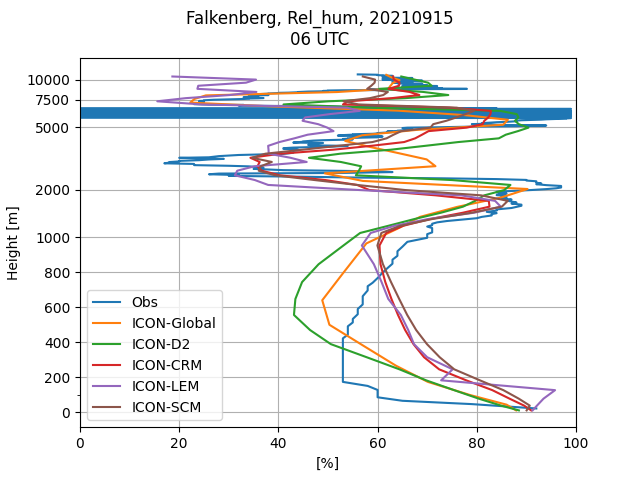 Falkenberg, Rel_hum, 20210915
06 UTC
Height [m]
10000
7500
5000
2000
1000
800
600
400
200
0
Obs
ICON-Global
ICON-D2
ICON-CRM
ICON-LEM
ICON-SCM
0 20 40 60 80 100
[%]